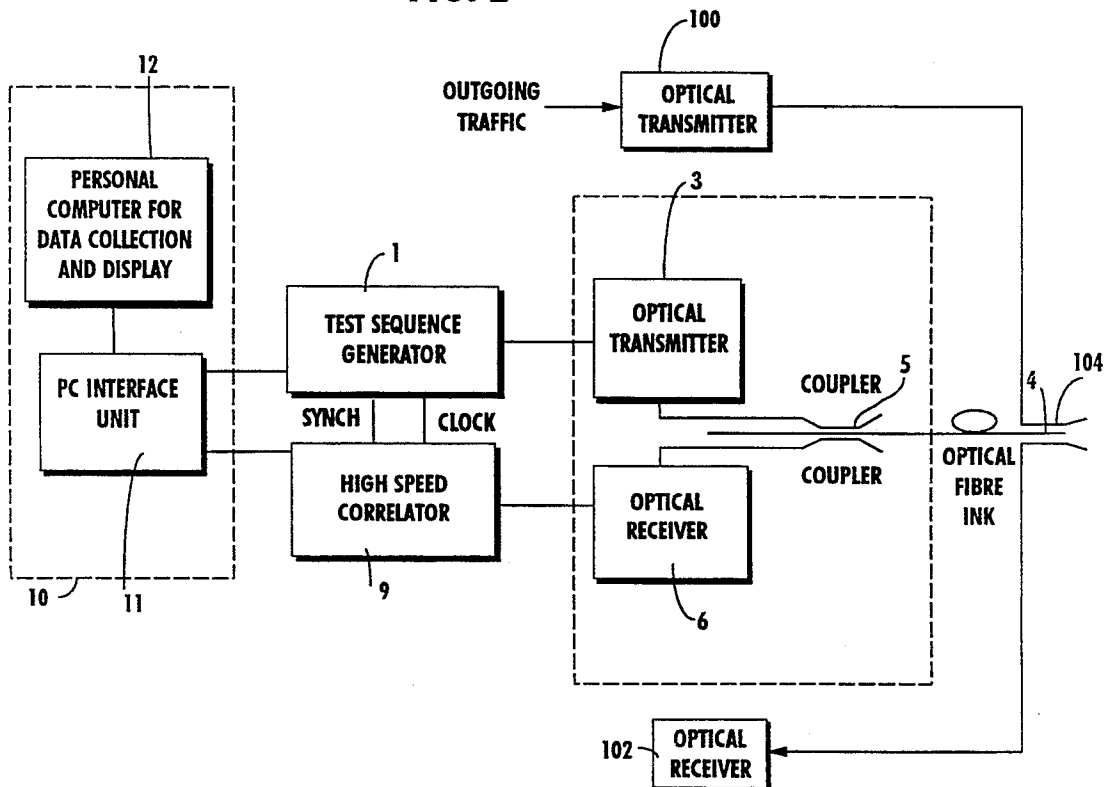 100
12
OUTGOING
TRAFFIC
OPTICAL
TRANSMITTER
PERSONAL
COMPUTER FOR
DATA COLLECTION
AND DISPLAY
3
1
TEST SEQUENCE
GENERATOR
OPTICAL
TRANSMITTER
PC INTERFACE
UNIT
SYNCH
CLOCK
COUPLER
5
4
104
HIGH SPEED
CORRELATOR
OPTICAL
RECEIVER
COUPLER
OPTICAL
FIBRE
INK
10
11
9
6
102
OPTICAL
RECEIVER